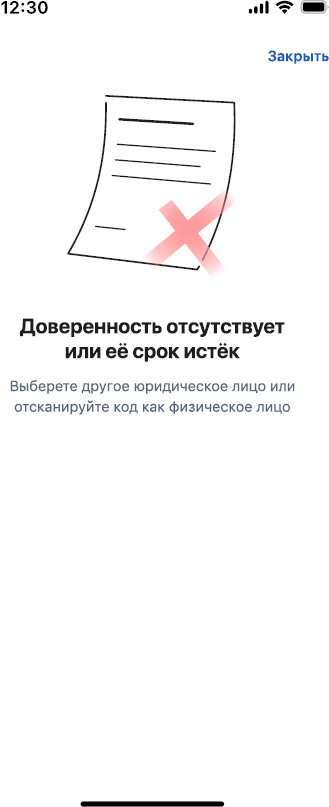 12:30
Закрыть
Доверенность отсутствует
или её срок истёк
Выберете другое юридическое лицо или
отсканируйте код как физическое лицо